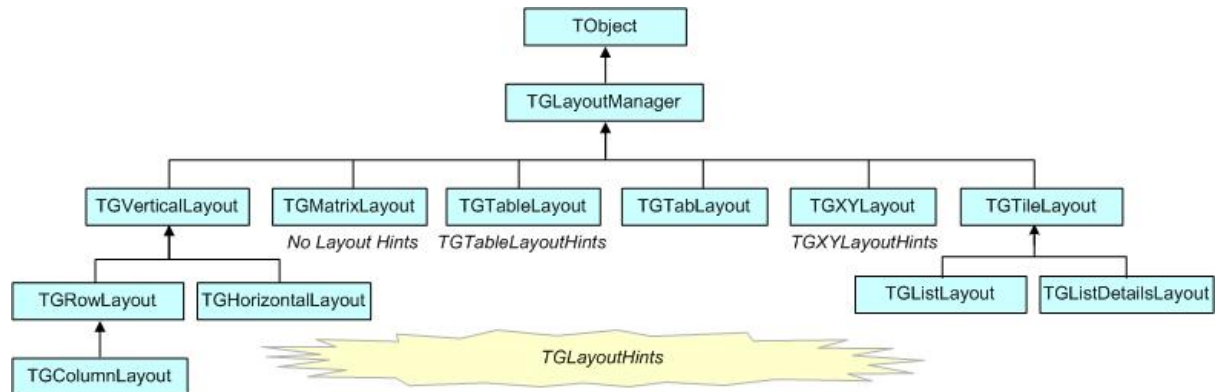 TObject
TGLayoutManager
TGVerticalLayout
TGMatrixLayout
TGTableLayout
TGTabLayout
TGXYLayout
TGTileLayout
No Layout Hints
TGTableLayoutHints
TGXYLayoutHints
TGRowLayout
TGHorizontalLayout
TGListLayout
TGListDetailsLayout
TGLayoutHints
TGColumnLayout